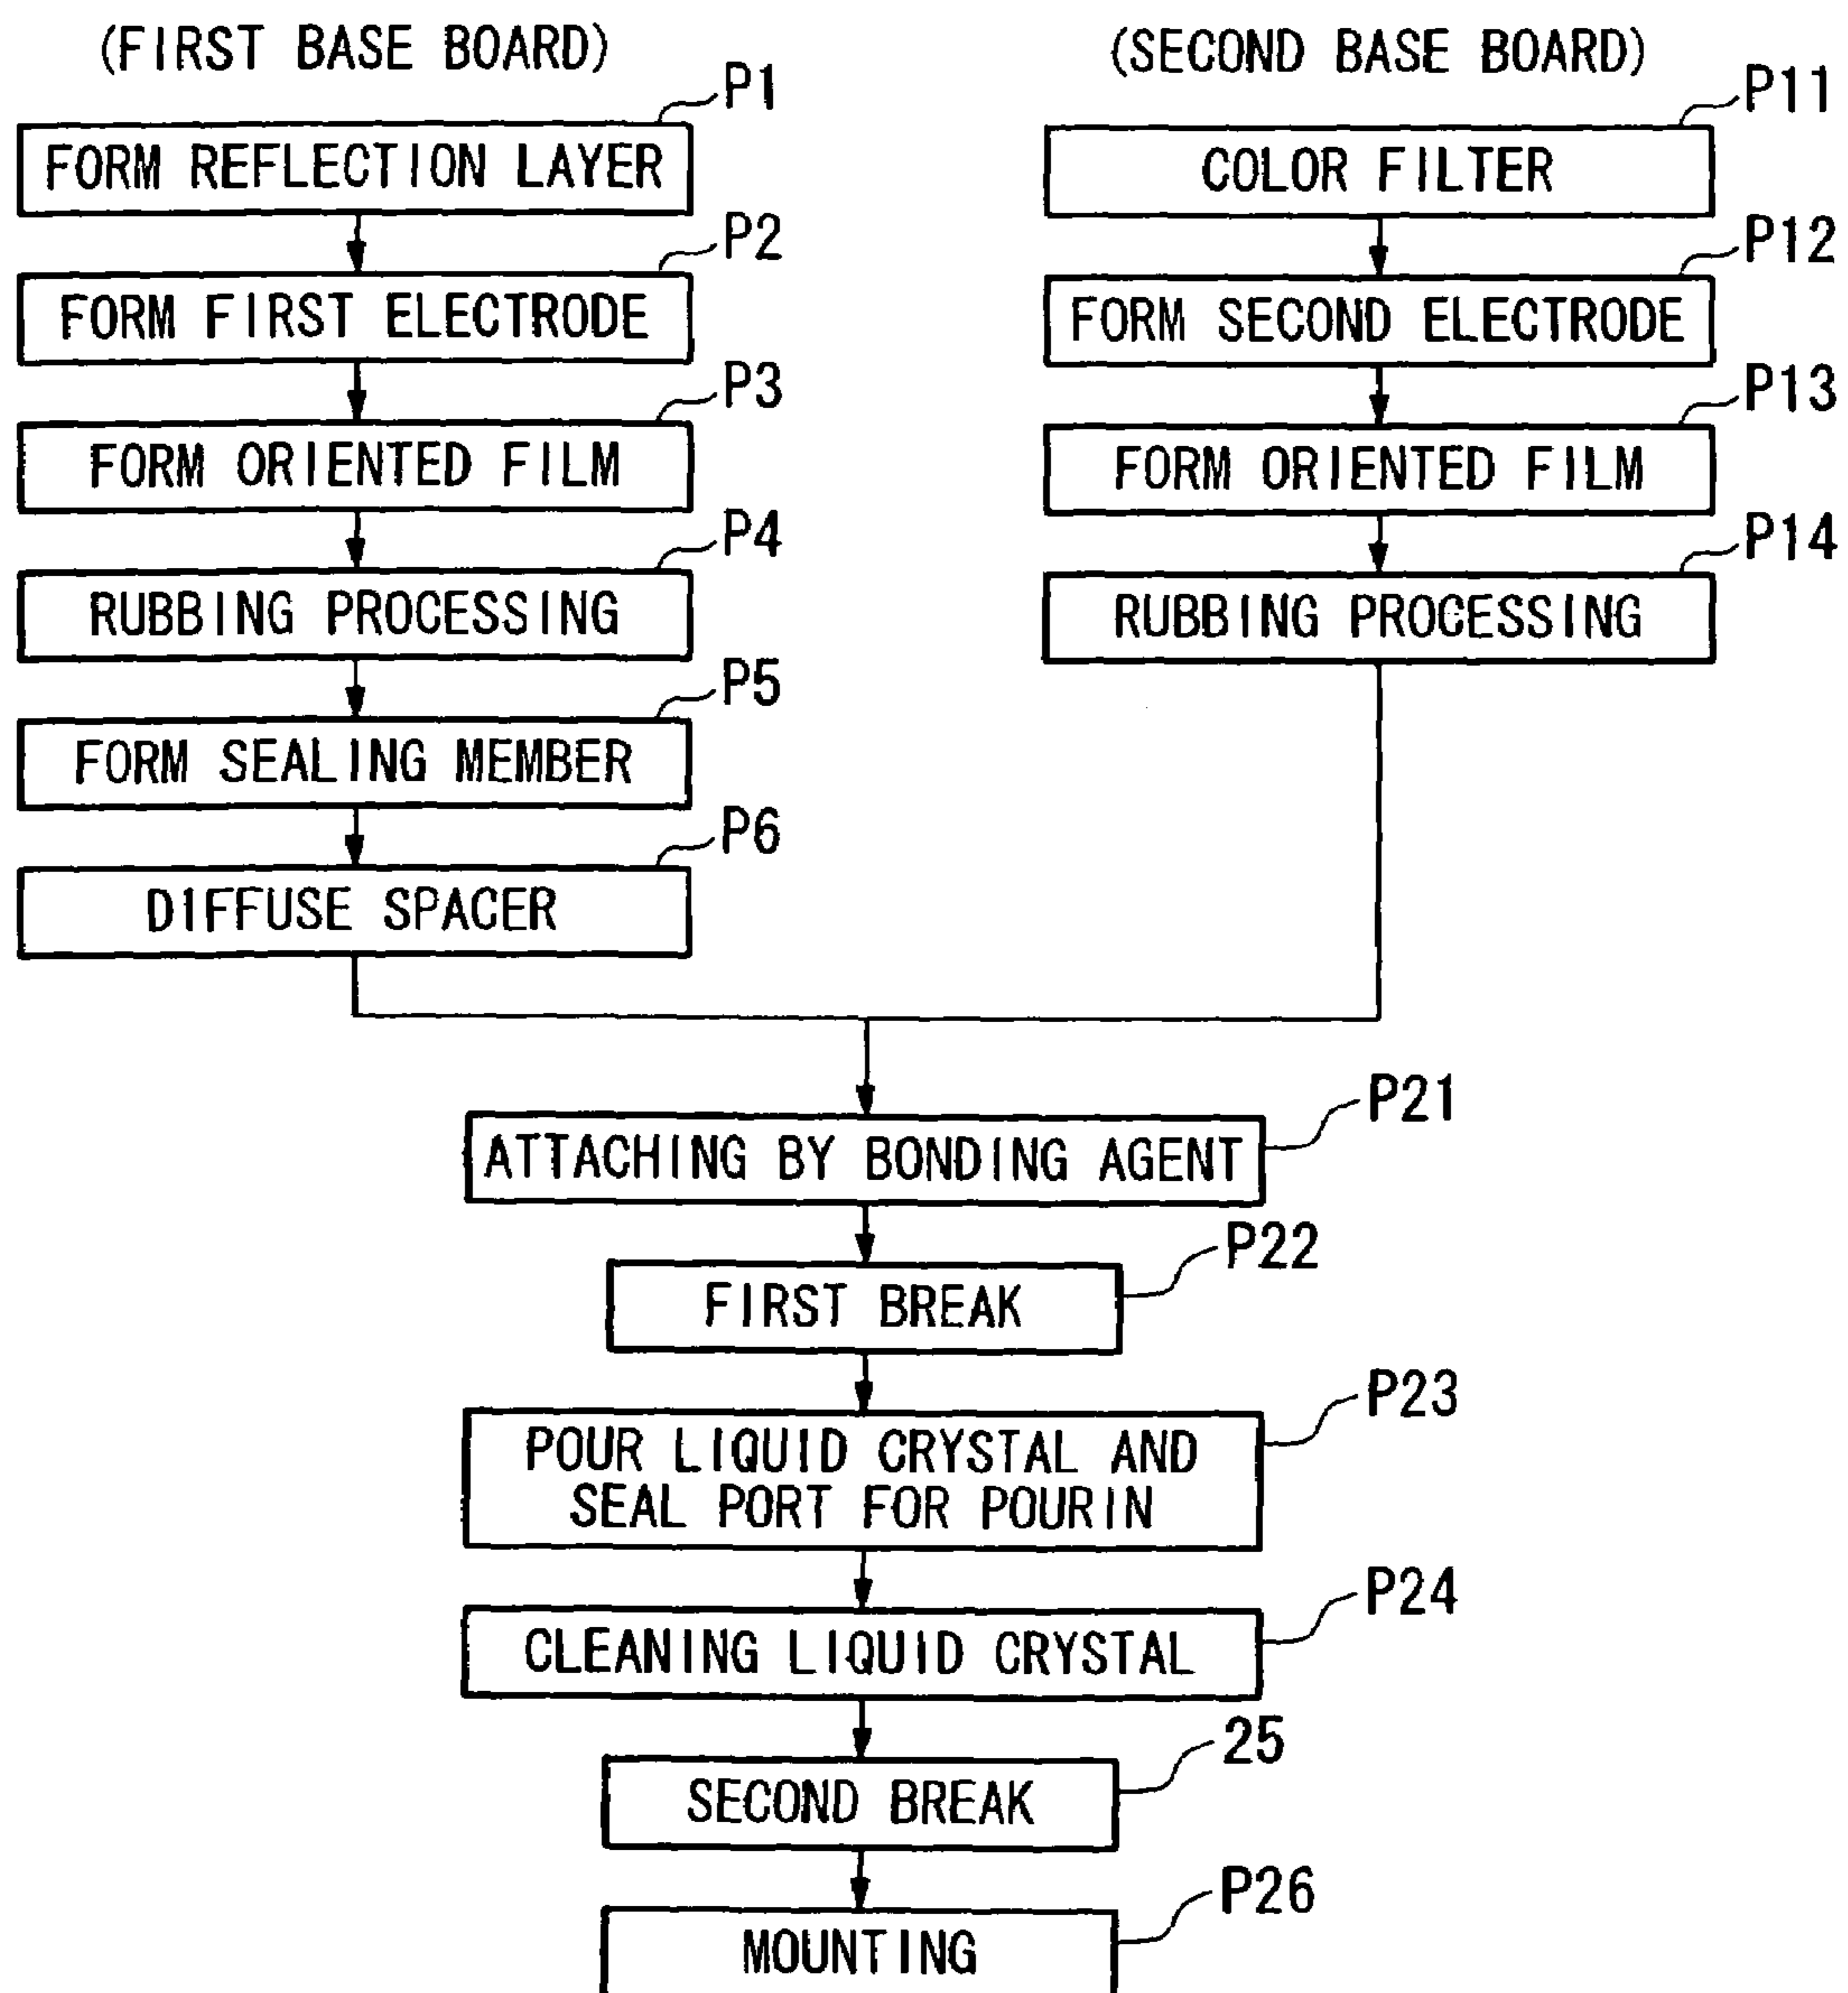 (FIRST BASE BOARD)
P1
FORM REFLECTION LAYER
P2
FORM FIRST ELECTRODE
P3
FORM ORIENTED FILM
P4
RUBBING PROCESSING
P5
FORM SEALING MEMBER
P6
DIFFUSE SPACER
(SECOND BASE BOARD)
P11
COLOR FILTER
P12
FORM SECOND ELECTRODE
P13
FORM ORIENTED FILM
P14
RUBBING PROCESSING
P21
ATTACHING BY BONDING AGENT
P22
FIRST BREAK
P23
POUR LIQUID CRYSTAL AND
SEAL PORT FOR POURIN
P24
CLEANING LIQUID CRYSTAL
25
SECOND BREAK
P26
MOUNTING